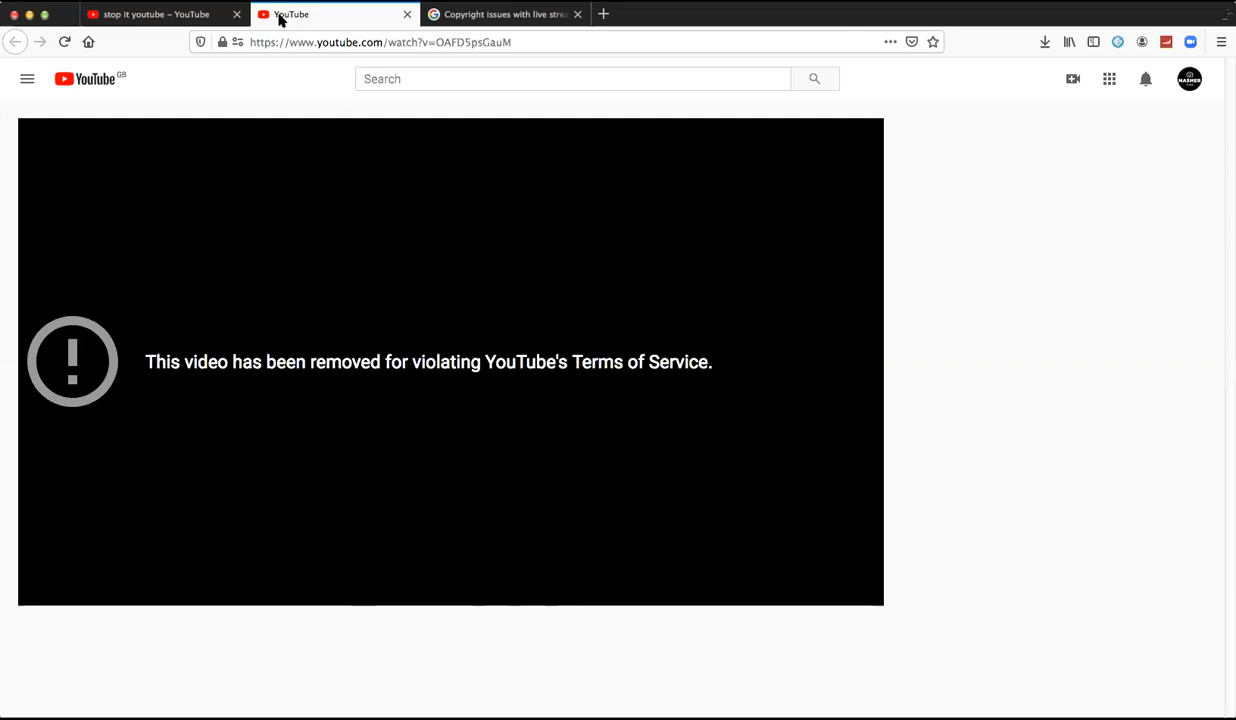 stop it youtube – YouTube
YouTube
Copyright issues with live stre
https://www.youtube.com/watch?v=OAFD5psGauM
YouTube GB
Search
NASHER
This video has been removed for violating YouTube's Terms of Service.